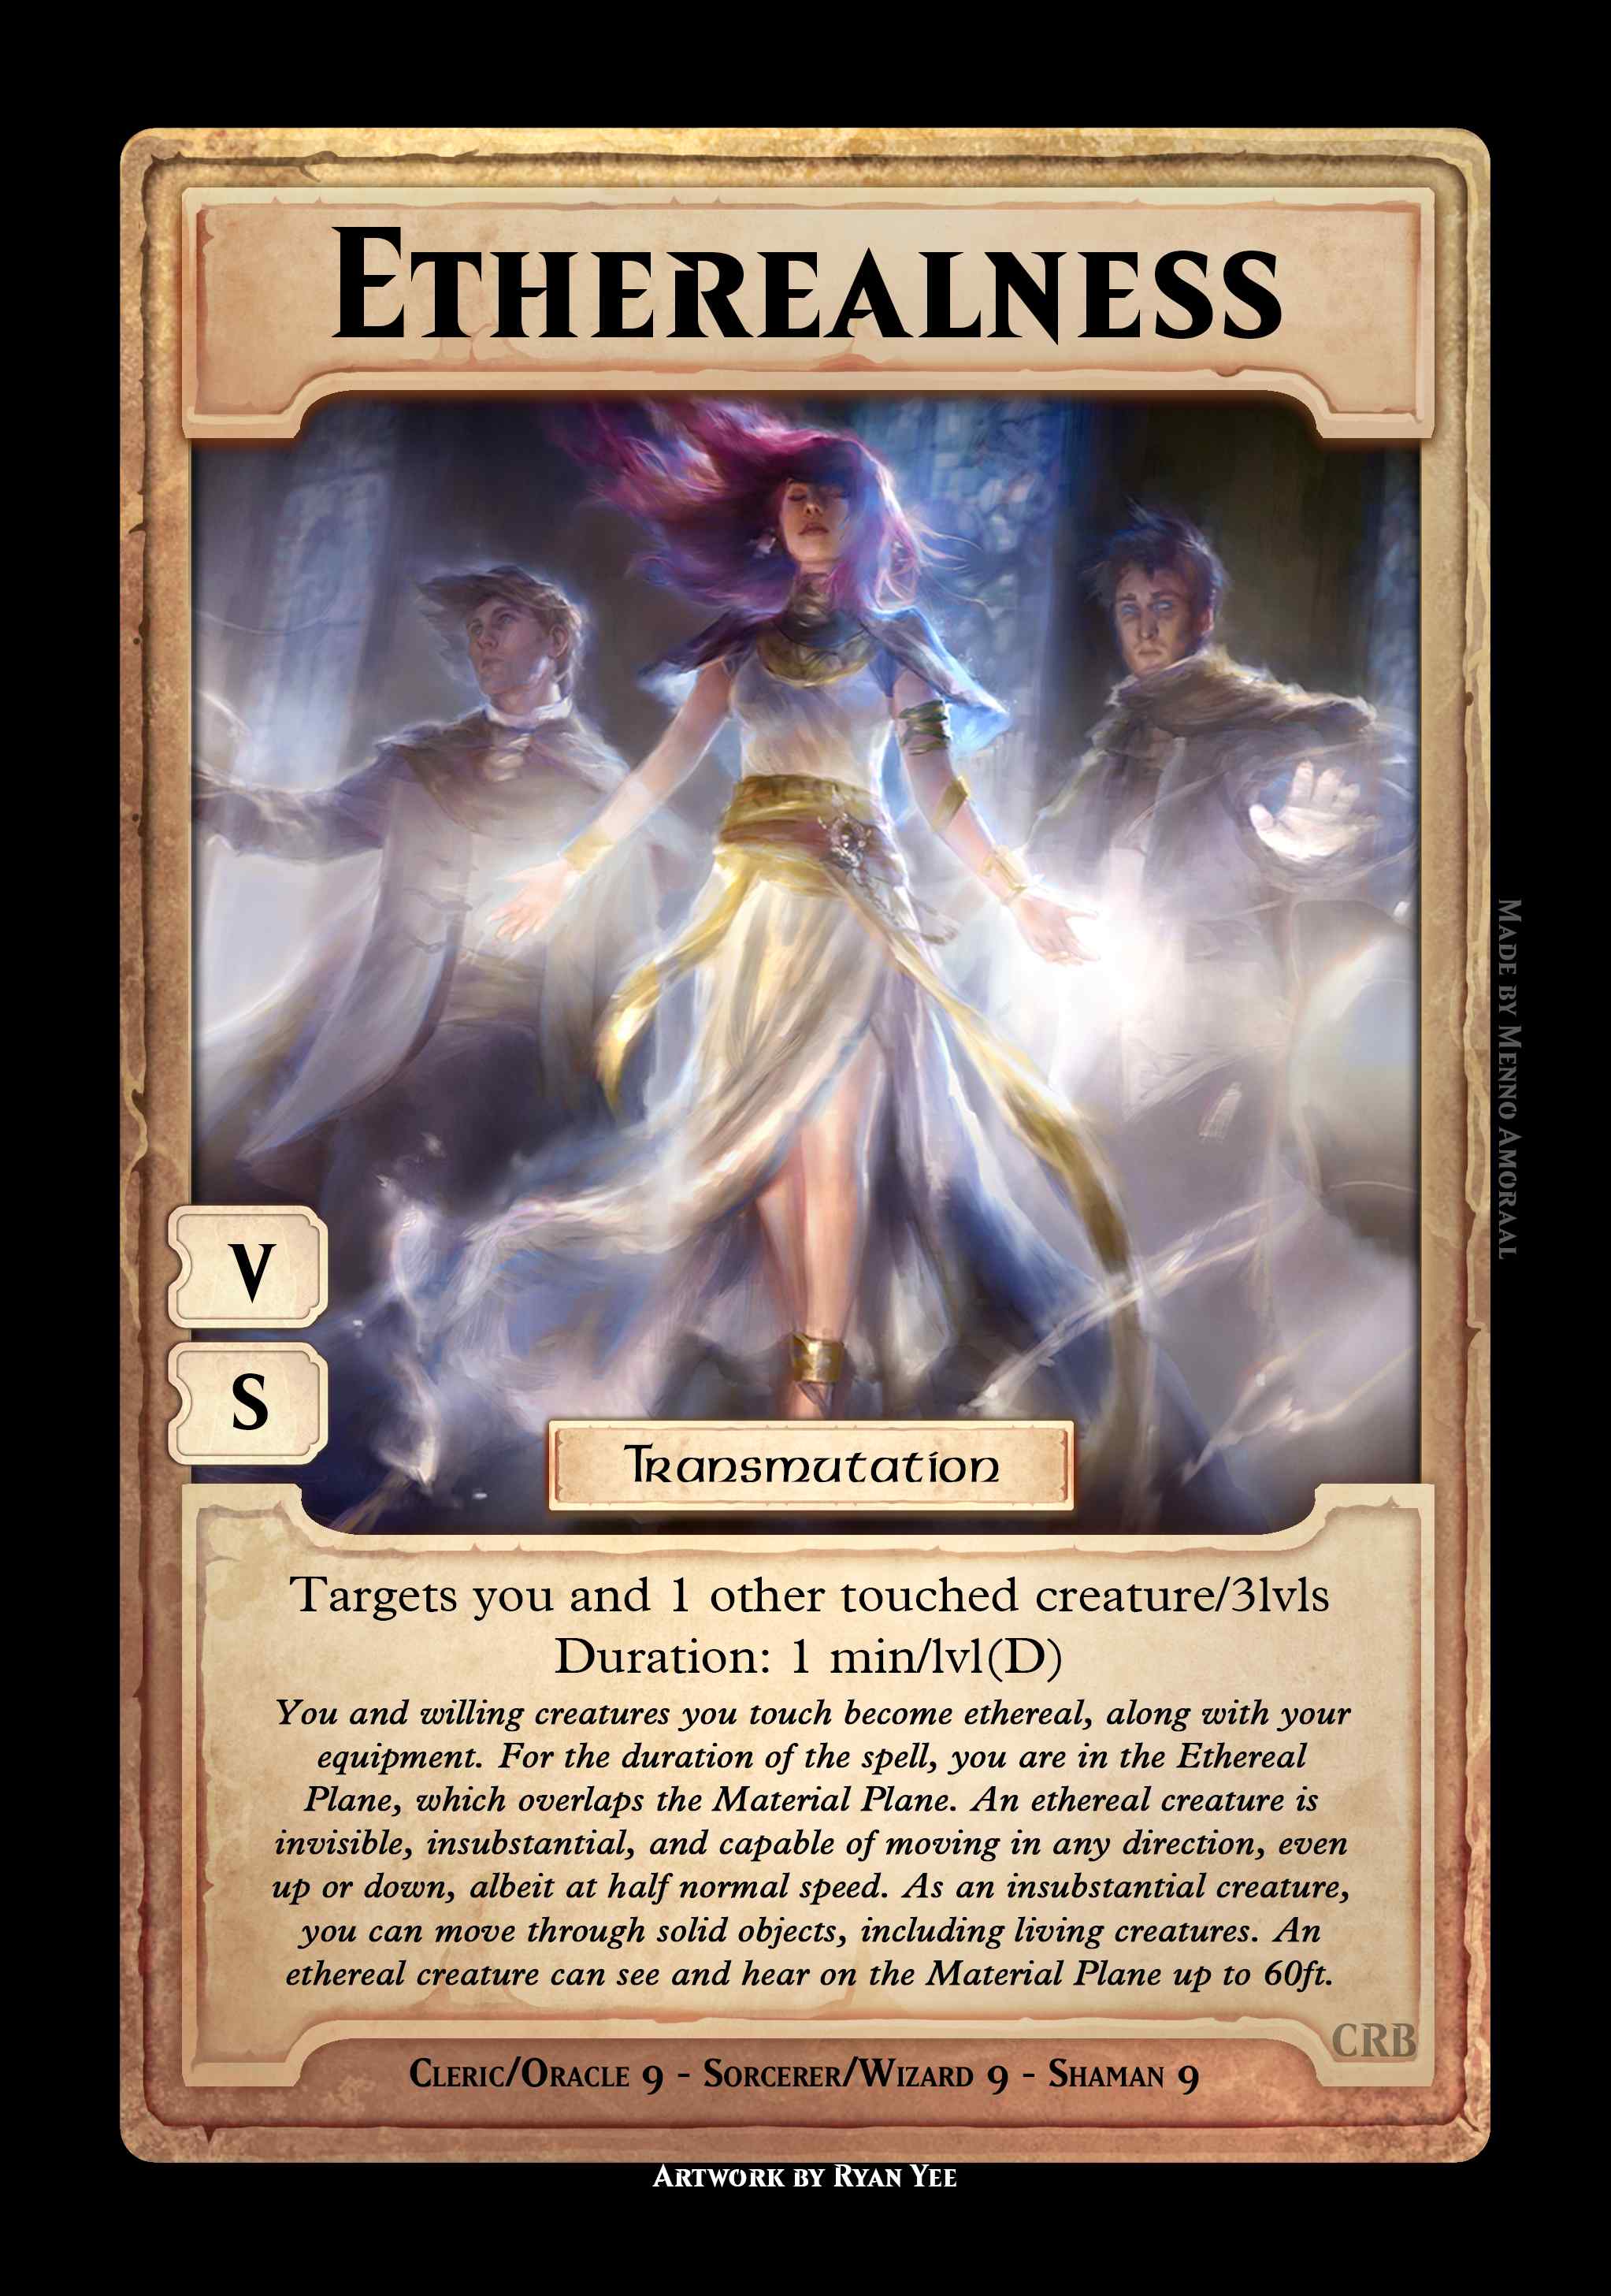 Etherealness
V
S
Transmutation
Targets you and 1 other touched creature/3lvls
Duration: 1 min/lvl(D)
You and willing creatures you touch become ethereal, along with your
equipment. For the duration of the spell, you are in the Ethereal
Plane, which overlaps the Material Plane. An ethereal creature is
invisible, insubstantial, and capable of moving in any direction, even
up or down, albeit at half normal speed. As an insubstantial creature,
you can move through solid objects, including living creatures. An
ethereal creature can see and hear on the Material Plane up to 60ft.
CRB
Cleric/Oracle 9 - Sorcerer/Wizard 9 - Shaman 9
Artwork by Ryan Yee
Made by Menno Amoraal